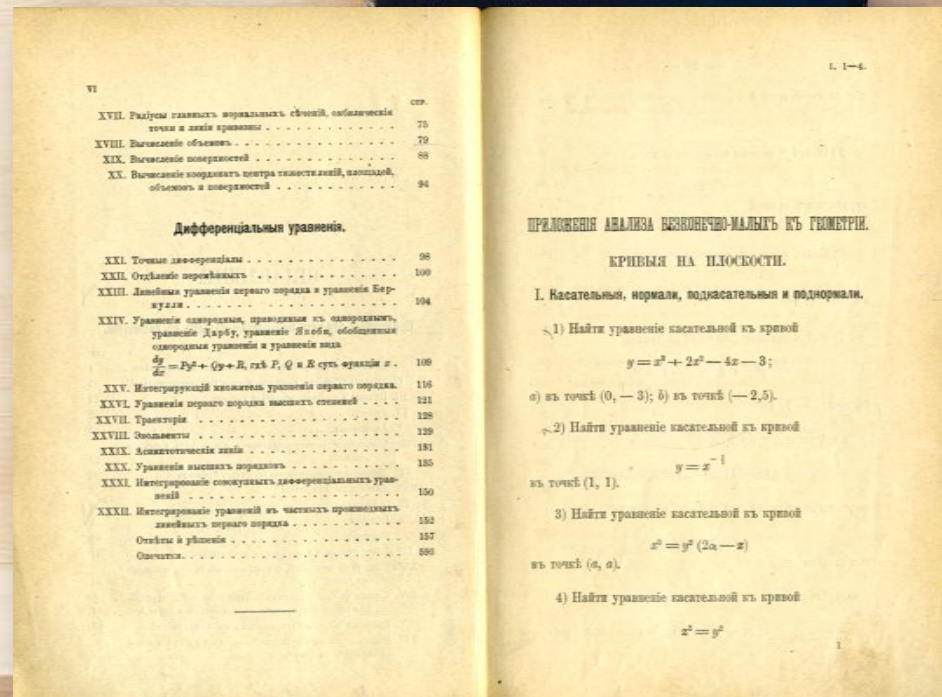 VI
СТР.
XVII. Радіусы главныхъ нормальныхъ сѣченій, омбилическія
точки и линіи кривизны . . . . . . . . . . . . . 75
XVIII. Вычисленіе объемовъ . . . . . . . . . . . . . . . . 79
XIX. Вычисленіе поверхностей . . . . . . . . . . . . . . 88
XX. Вычисленіе координатъ центра тяжести линій, площадей,
объемовъ и поверхностей . . . . . . . . . . . . 94
Дифференціальныя уравненія.
XXI. Точные дифференціалы . . . . . . . . . . . . . . . 98
XXII. Отдѣленіе перемѣнныхъ . . . . . . . . . . . . . . 100
XXIII. Линейныя уравненія перваго порядка и уравненія Бер-
нулли . . . . . . . . . . . . . . . . . . . . . 104
XXIV. Уравненія однородныя, приводимыя къ однороднымъ,
уравненіе Дарбу, уравненіе Якоби, обобщенныя
однородныя уравненія и уравненія вида
dy/dx = Py² + Qy + R, гдѣ P, Q и R суть функціи x . 109
XXV. Интегрирующій множитель уравненія перваго порядка. 116
XXVI. Уравненія перваго порядка высшихъ степеней . . . . 121
XXVII. Траекторіи . . . . . . . . . . . . . . . . . . . . 128
XXVIII. Эвольвенты . . . . . . . . . . . . . . . . . . . 129
XXIX. Асимптотическія линіи . . . . . . . . . . . . . . . 131
XXX. Уравненія высшихъ порядковъ . . . . . . . . . . . . 135
XXXI. Интегрированіе совокупныхъ дифференціальныхъ урав-
неній . . . . . . . . . . . . . . . . . . . . . 150
XXXII. Интегрированіе уравненій въ частныхъ производныхъ
линейныхъ перваго порядка . . . . . . . . . . . 152
Отвѣты и рѣшенія . . . . . . . . . . . . . . . . 157
Опечатки . . . . . . . . . . . . . . . . . . . . 593
I. 1—4.
ПРИЛОЖЕНІЯ АНАЛИЗА БЕЗКОНЕЧНО-МАЛЫХЪ КЪ ГЕОМЕТРІИ.
КРИВЫЯ НА ПЛОСКОСТИ.
I. Касательныя, нормали, подкасательныя и поднормали.
1) Найти уравненіе касательной къ кривой
y = x³ + 2x² — 4x — 3;
a) въ точкѣ (0, — 3); b) въ точкѣ (— 2,5).
2) Найти уравненіе касательной къ кривой
y = x
въ точкѣ (1, 1).
3) Найти уравненіе касательной къ кривой
x³ = y² (2a — x)
въ точкѣ (a, a).
4) Найти уравненіе касательной къ кривой
x³ = y²
1